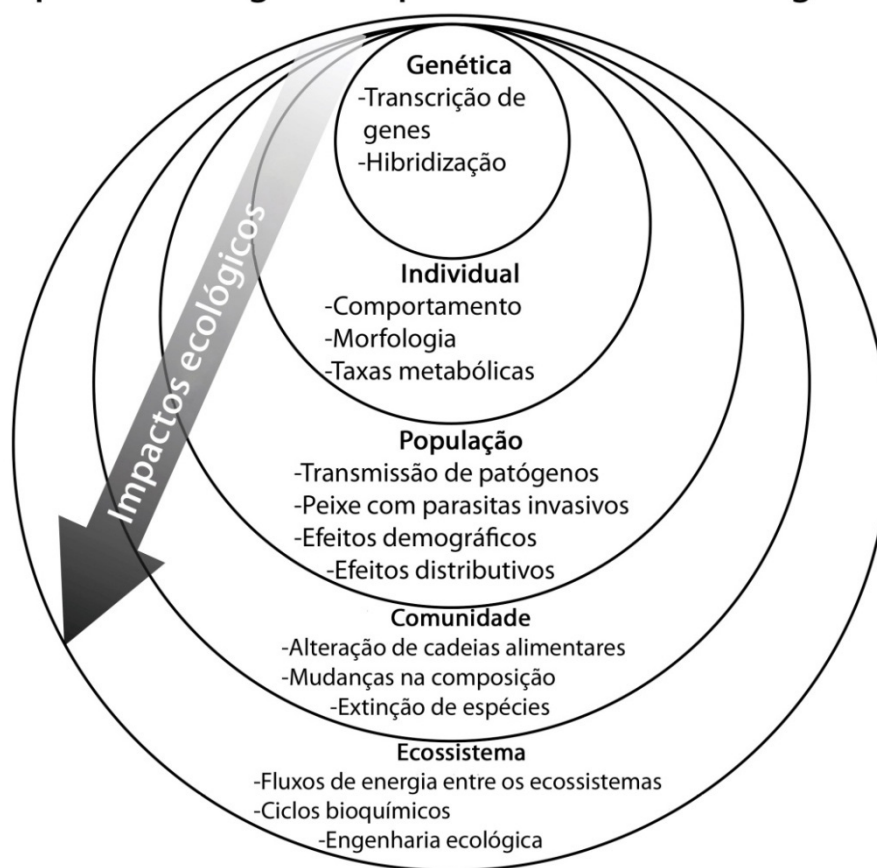 Genética
-Transcrição de
genes
-Hibridização
Individual
-Comportamento
-Morfologia
-Taxas metabólicas
População
-Transmissão de patógenos
-Peixe com parasitas invasivos
-Efeitos demográficos
-Efeitos distributivos
Comunidade
-Alteração de cadeias alimentares
-Mudanças na composição
-Extinção de espécies
Ecossistema
-Fluxos de energia entre os ecossistemas
-Ciclos bioquímicos
-Engenharia ecológica
Impactos ecológicos